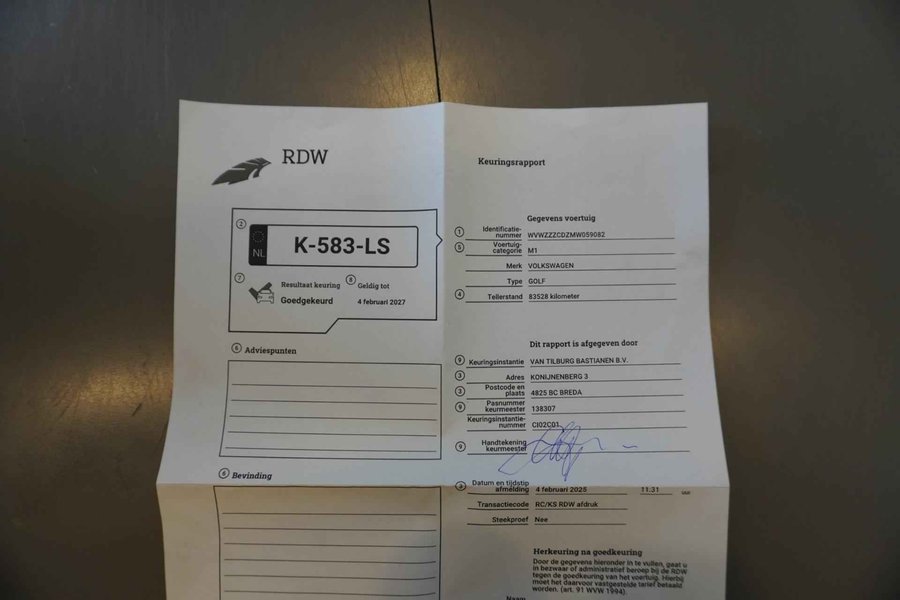 RDW
Keuringsrapport
2
NL
K-583-LS
7
Resultaat keuring
Goedgekeurd
8
Geldig tot
4 februari 2027
6 Adviespunten
6 Bevinding
Gegevens voertuig
1 Identificatie-
nummer WVWZZZCDZMW059082
5 Voertuig-
categorie M1
Merk VOLKSWAGEN
Type GOLF
4 Tellerstand 83528 kilometer
Dit rapport is afgegeven door
9 Keuringsinstantie VAN TILBURG BASTIANEN B.V.
3 Adres KONIJNENBERG 3
3 Postcode en
plaats 4825 BC BREDA
9 Pasnummer
keurmeester 138307
Keuringsinstantie-
nummer CI02C01
9 Handtekening
keurmeester
3 Datum en tijdstip
afmelding 4 februari 2025 11.31 uur
Transactiecode RC/KS RDW afdruk
Steekproef Nee
Herkeuring na goedkeuring
Door de gegevens hieronder in te vullen, gaat u
in bezwaar of administratief beroep bij de RDW
tegen de goedkeuring van het voertuig. Hierbij
moet het daarvoor vastgestelde tarief betaald
worden. (art. 91 WVW 1994).
Naam